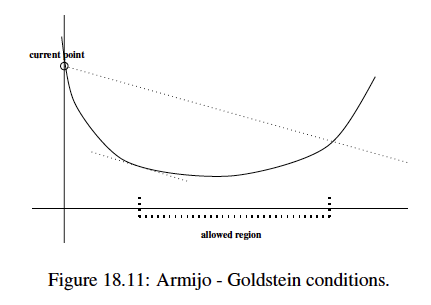 current point
allowed region
Figure 18.11: Armijo - Goldstein conditions.